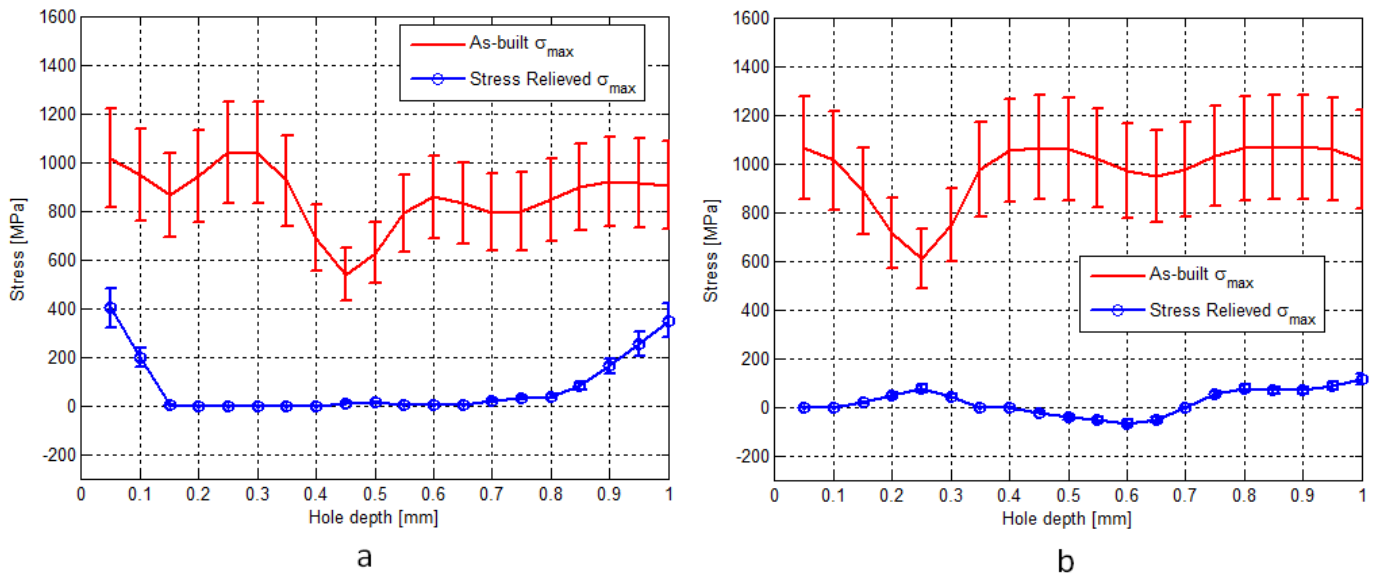 1600
1400
1200
1000
800
600
400
200
0
-200
Stress [MPa]
As-built σmax
Stress Relieved σmax
0 0.1 0.2 0.3 0.4 0.5 0.6 0.7 0.8 0.9 1
Hole depth [mm]
a
1600
1400
1200
1000
800
600
400
200
0
-200
Stress [MPa]
As-built σmax
Stress Relieved σmax
0 0.1 0.2 0.3 0.4 0.5 0.6 0.7 0.8 0.9 1
Hole depth [mm]
b